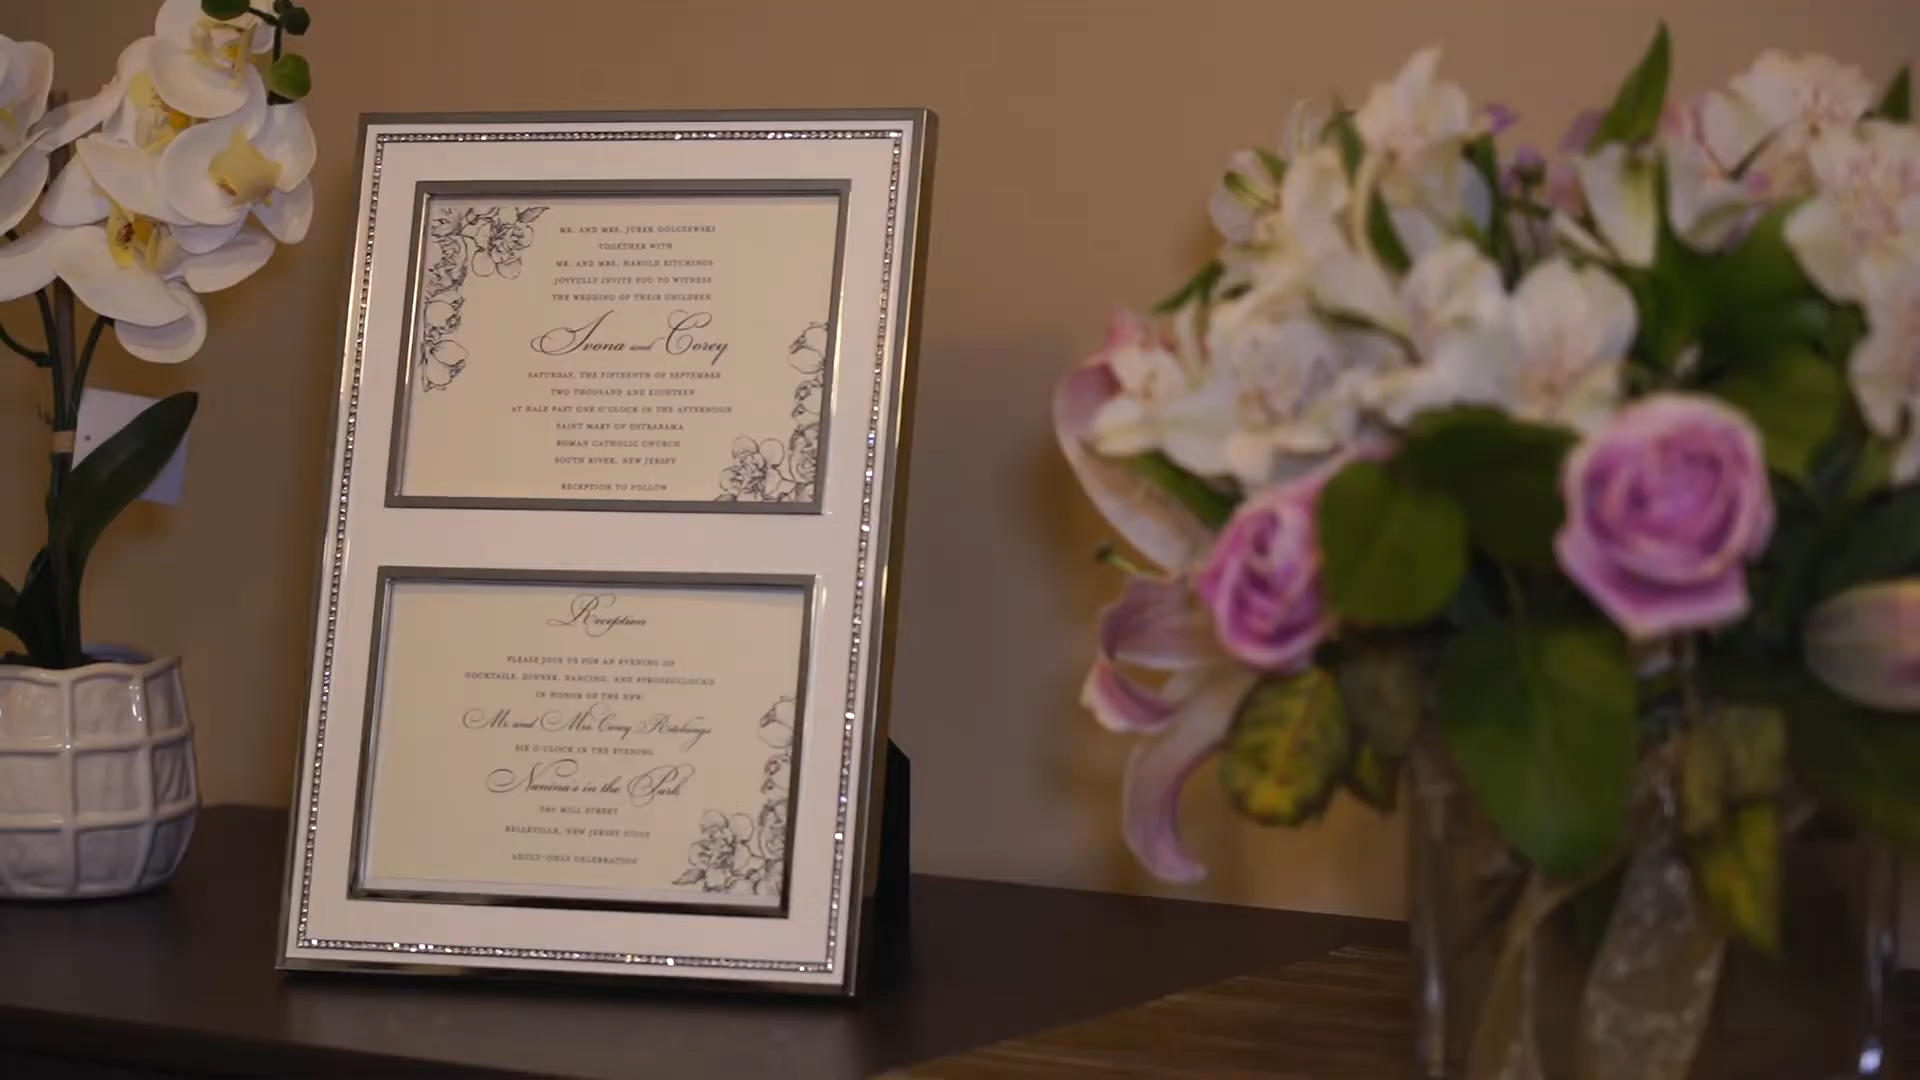 MR. AND MRS. JUREK GOLCZEWSKI
TOGETHER WITH
MR. AND MRS. HAROLD RITCHINGS
JOYFULLY INVITE YOU TO WITNESS
THE WEDDING OF THEIR CHILDREN
Ivona and Corey
SATURDAY, THE FIFTEENTH OF SEPTEMBER
TWO THOUSAND AND EIGHTEEN
AT HALF PAST ONE O'CLOCK IN THE AFTERNOON
SAINT MARY OF OSTRABAMA
ROMAN CATHOLIC CHURCH
SOUTH RIVER, NEW JERSEY
RECEPTION TO FOLLOW
Reception
PLEASE JOIN US FOR AN EVENING OF
COCKTAILS, DINNER, DANCING, AND #PROSECCLOCKO
IN HONOR OF THE NEW
Mr. and Mrs. Corey Ritchings
SIX O'CLOCK IN THE EVENING
Nanina's in the Park
MILL STREET
BELLEVILLE, NEW JERSEY 07109
ADULT-ONLY CELEBRATION